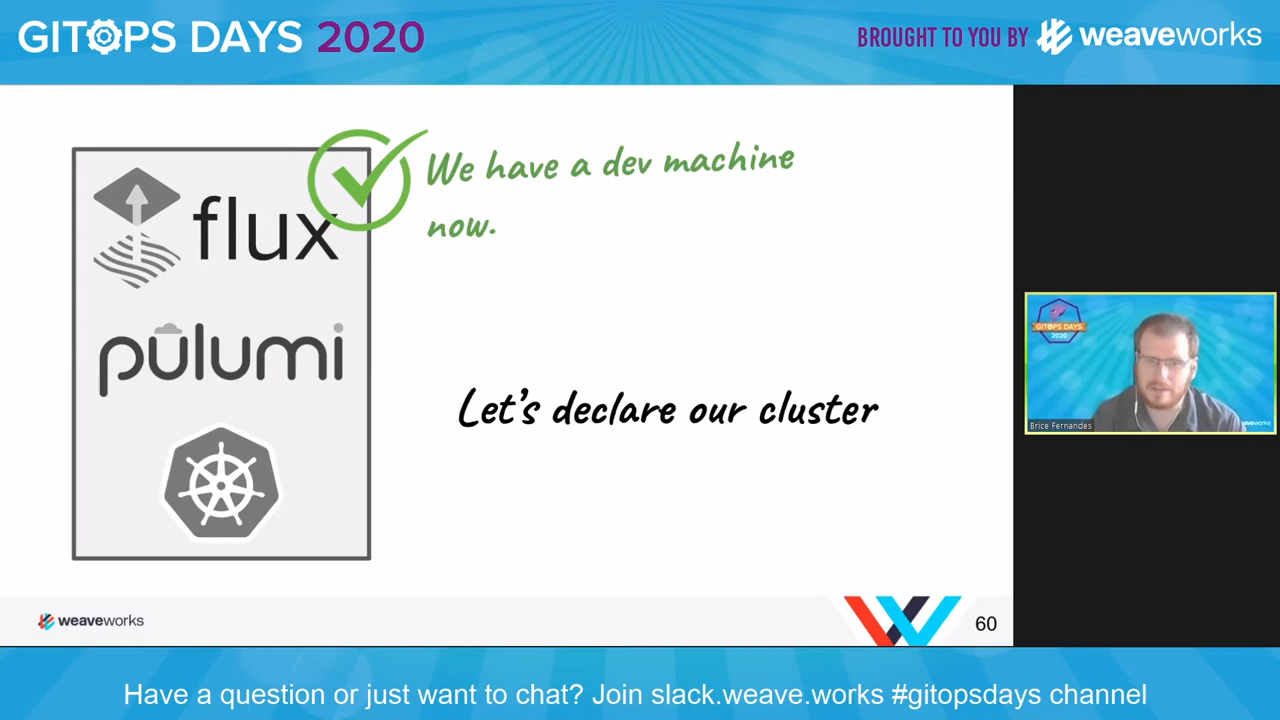 GITOPS DAYS 2020
BROUGHT TO YOU BY weaveworks
We have a dev machine
now.
flux
pulumi
Let's declare our cluster
GITOPS DAYS
2020
Brice Fernandes
weaveworks
weaveworks
60
Have a question or just want to chat? Join slack.weave.works #gitopsdays channel